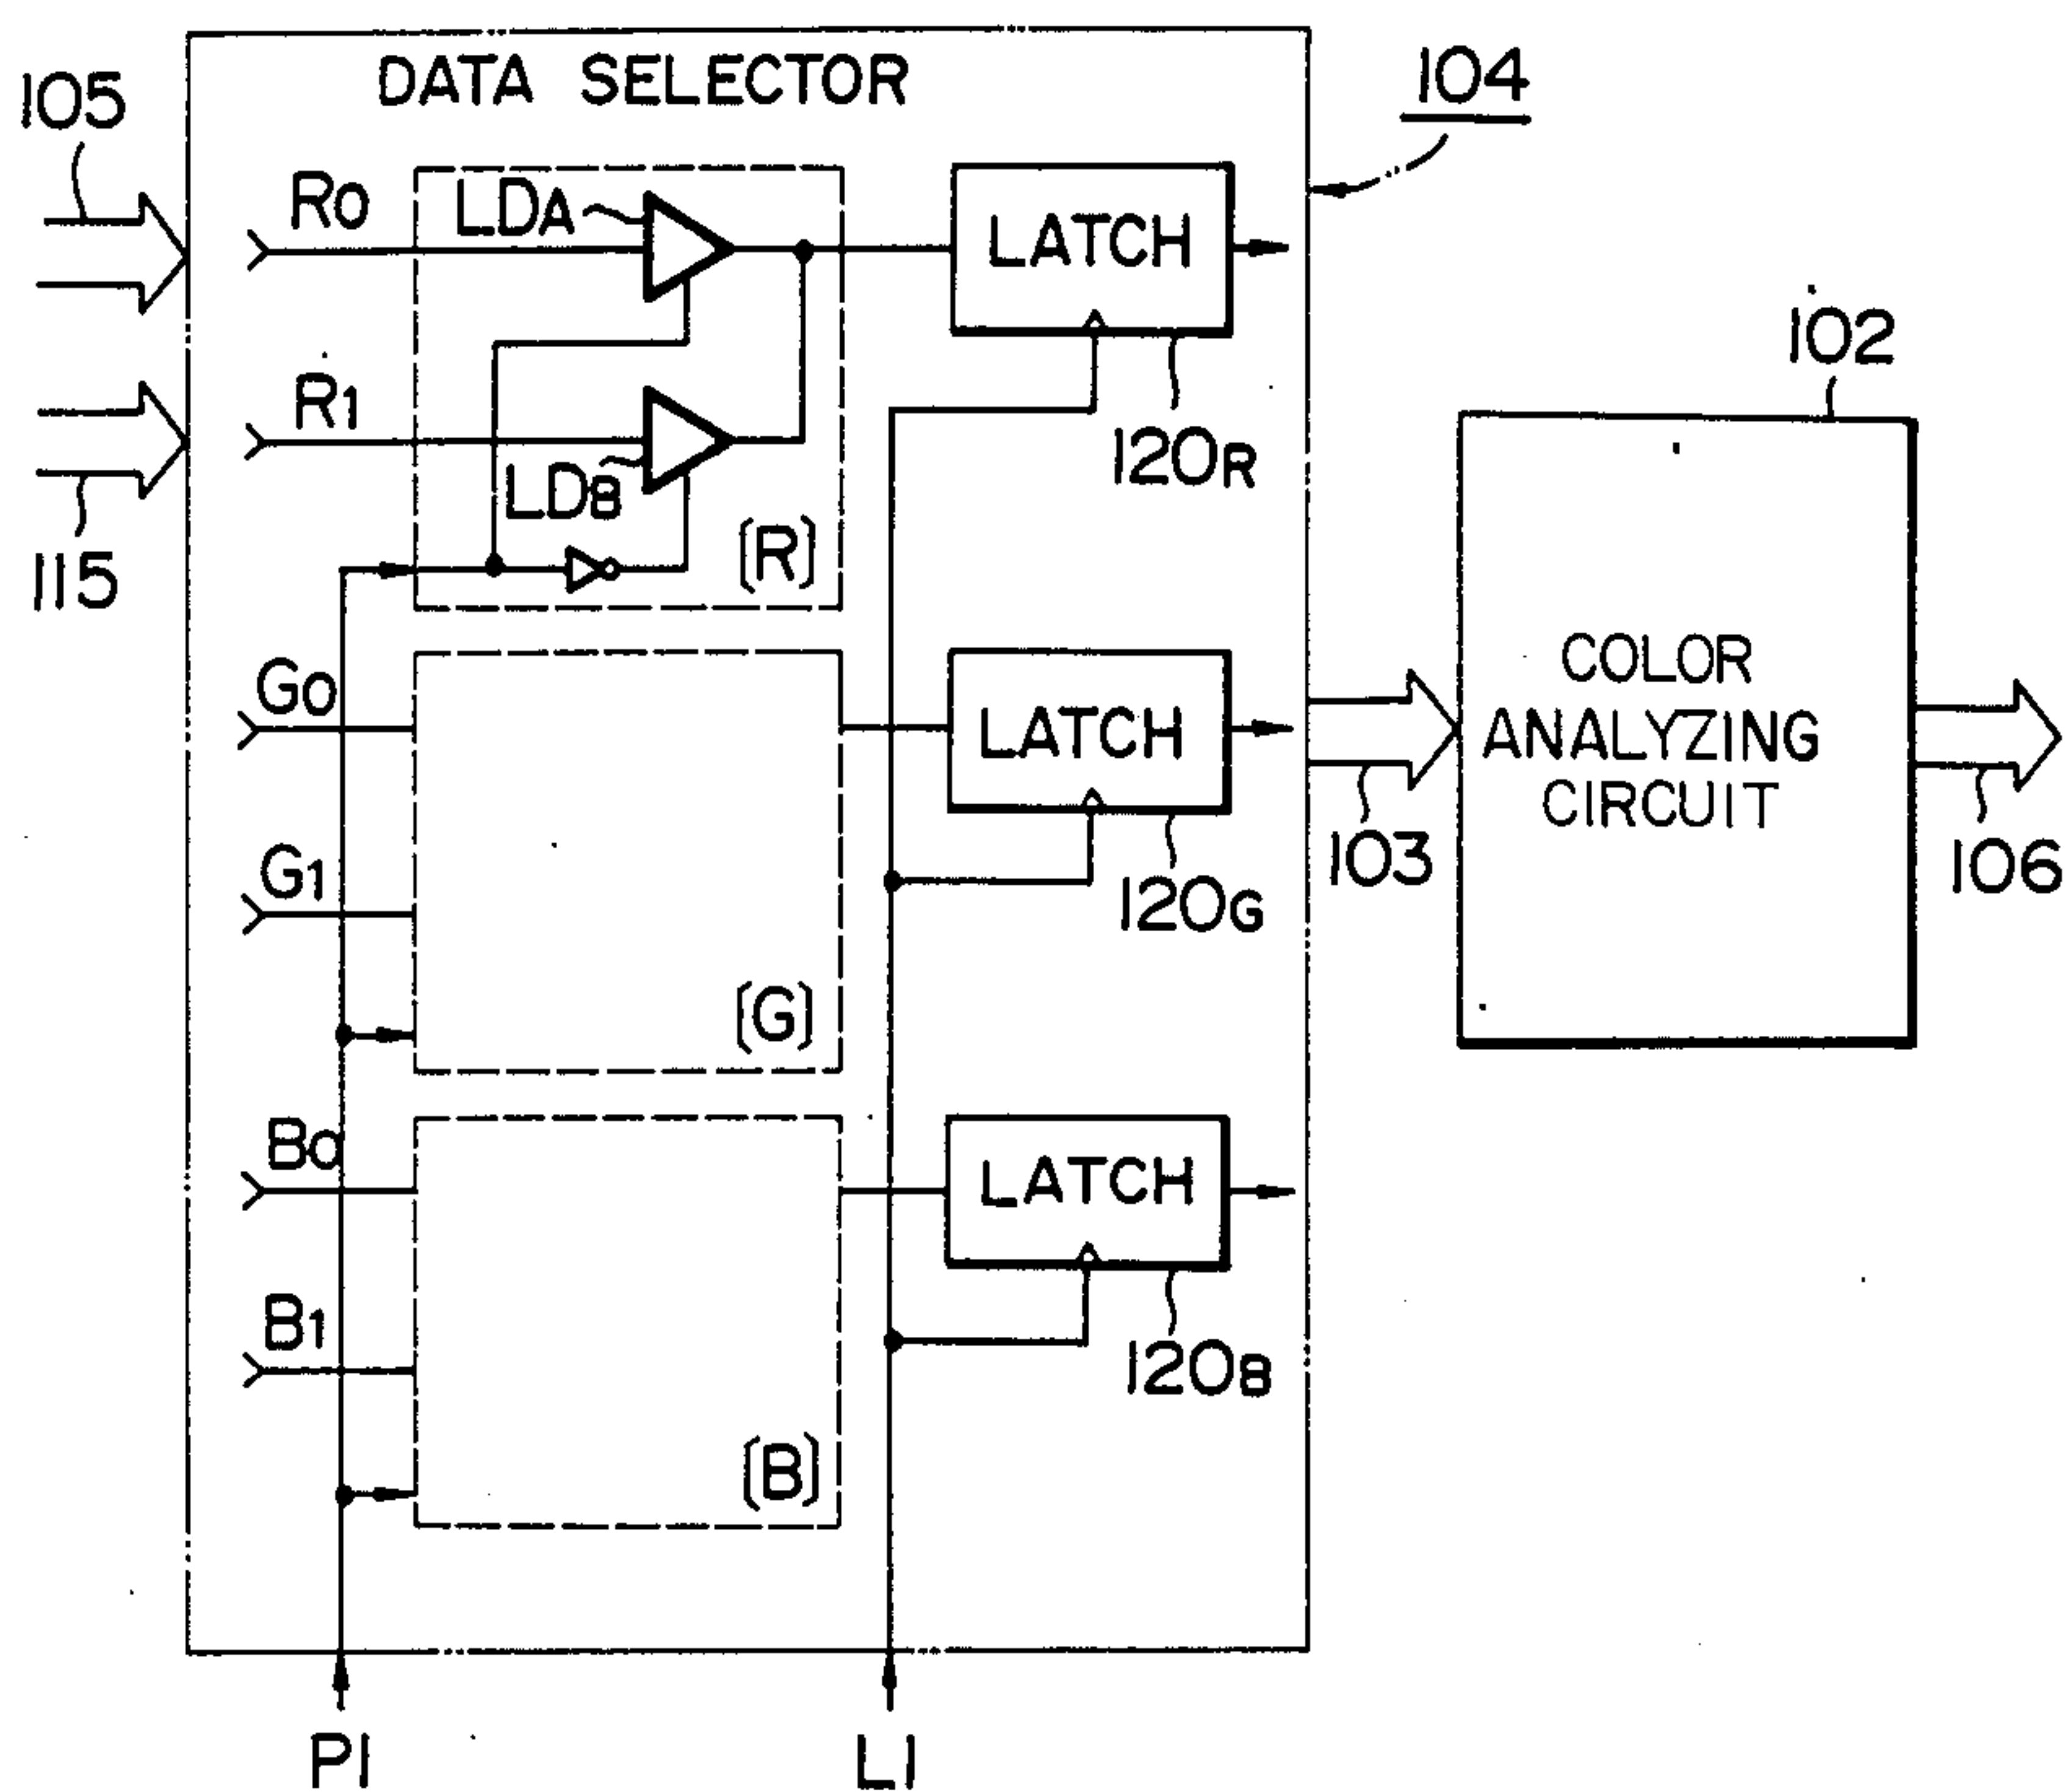 DATA SELECTOR
104
105
R0
LDA
LATCH
102
R1
120R
LDB
(R)
115
G0
LATCH
COLOR
ANALYZING
CIRCUIT
103
106
G1
120G
(G)
B0
LATCH
B1
120B
(B)
P1
L1